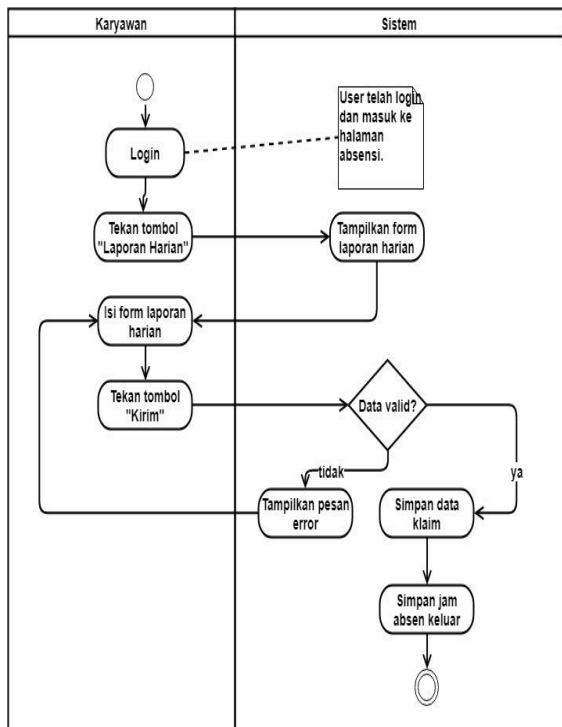 Karyawan
Sistem
User telah login
dan masuk ke
halaman
absensi.
Login
Tekan tombol
"Laporan Harian"
Tampilkan form
laporan harian
Isi form laporan
harian
Tekan tombol
"Kirim"
Data valid?
tidak
ya
Tampilkan pesan
error
Simpan data
klaim
Simpan jam
absen keluar